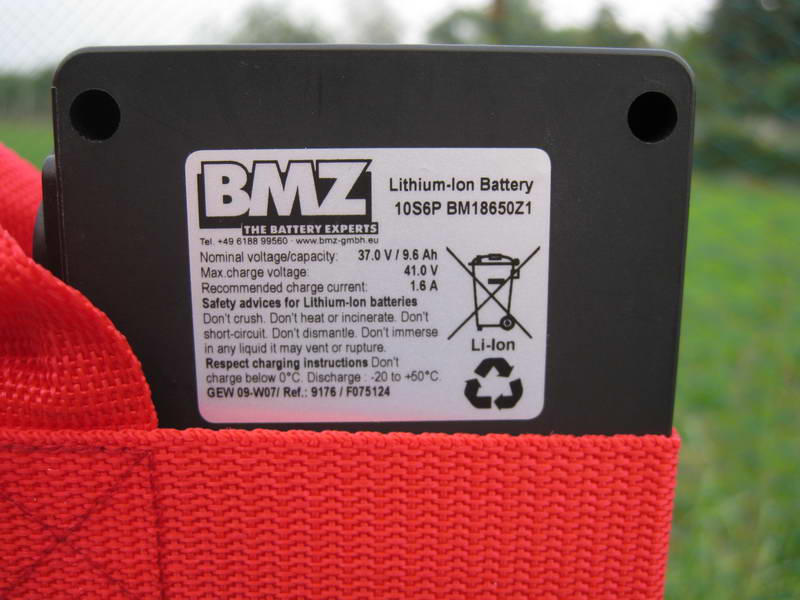 BMZ
THE BATTERY EXPERTS
Tel. +49 6188 99560 · www.bmz-gmbh.eu
Lithium-Ion Battery
10S6P BM18650Z1
Nominal voltage/capacity: 37.0 V / 9.6 Ah
Max.charge voltage: 41.0 V
Recommended charge current: 1.6 A
Safety advices for Lithium-Ion batteries
Don't crush. Don't heat or incinerate. Don't
short-circuit. Don't dismantle. Don't immerse
in any liquid it may vent or rupture.
Respect charging instructions Don't
charge below 0°C. Discharge : -20 to +60°C.
GEW 09-W07/ Ref.: 9176 / F075124
Li-Ion